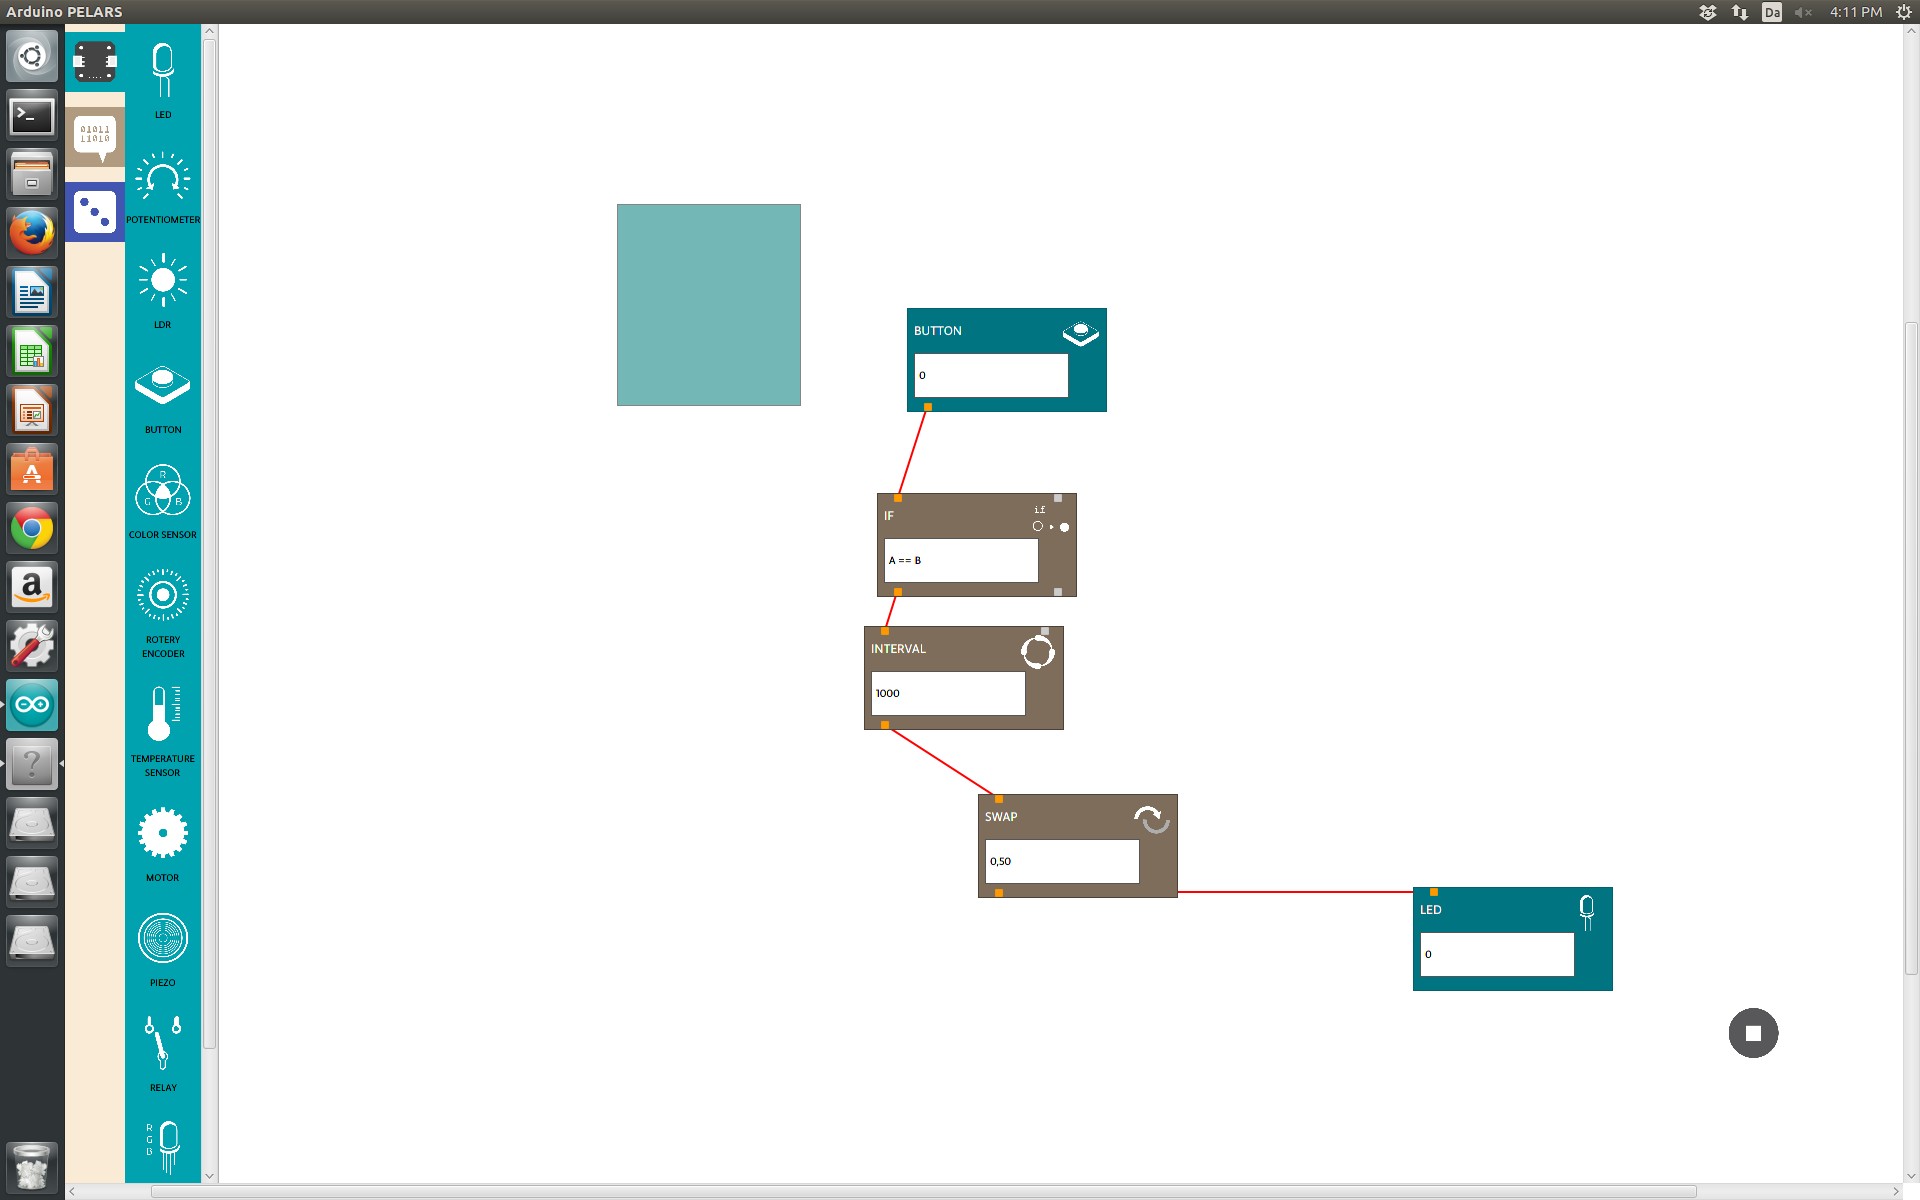 Arduino PELARS
Da
4:11 PM
01011
11010
LED
POTENTIOMETER
LDR
BUTTON
R
G B
COLOR SENSOR
ROTERY
ENCODER
TEMPERATURE
SENSOR
MOTOR
PIEZO
RELAY
R
G
B
BUTTON
0
IF
if
A == B
INTERVAL
1000
SWAP
0,50
LED
0